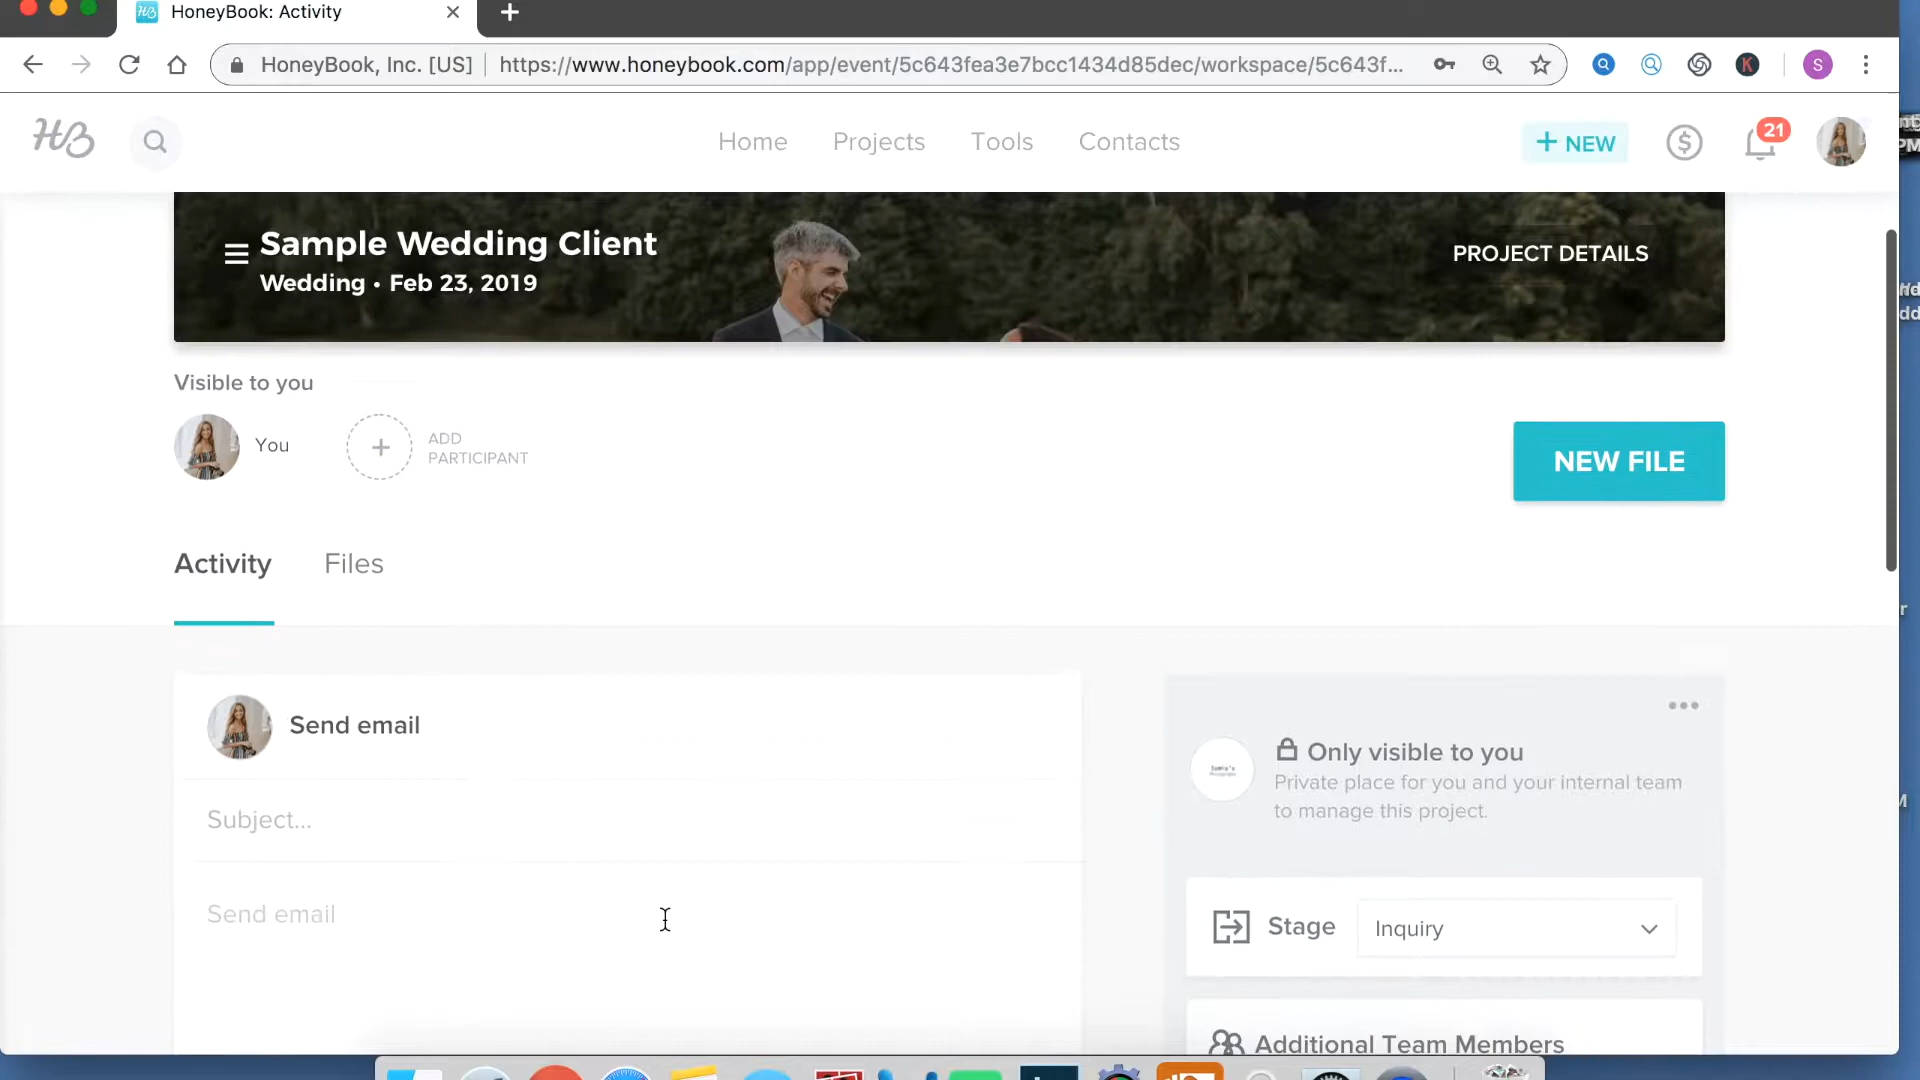 HoneyBook: Activity
HoneyBook, Inc. [US]
https://www.honeybook.com/app/event/5c643fea3e7bcc1434d85dec/workspace/5c643f...
S
HB
Home
Projects
Tools
Contacts
+ NEW
$
21
Sample Wedding Client
Wedding • Feb 23, 2019
PROJECT DETAILS
Visible to you
You
ADD
PARTICIPANT
NEW FILE
Activity
Files
Send email
Only visible to you
Private place for you and your internal team
to manage this project.
Subject...
Send email
Stage
Inquiry
Additional Team Members